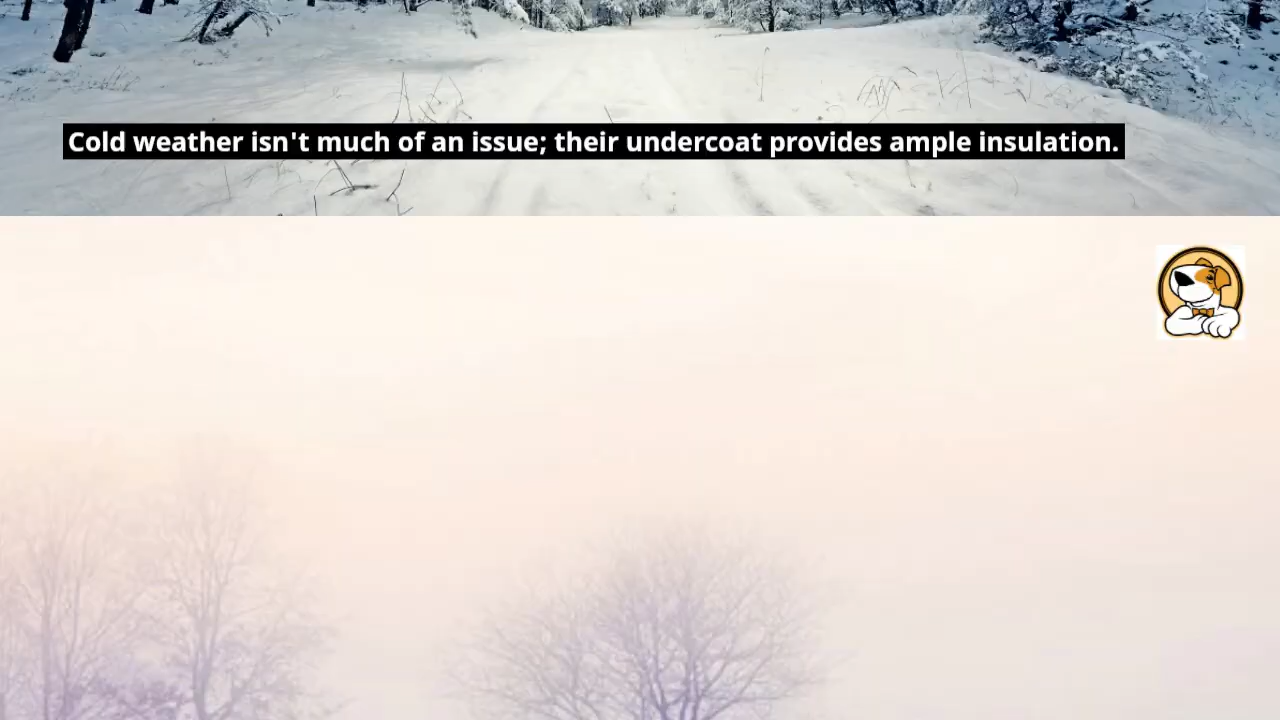 Cold weather isn't much of an issue; their undercoat provides ample insulation.